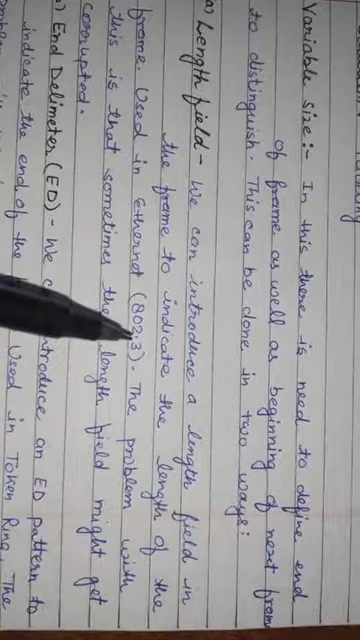 Variable size:- In this there is need to define end
of frame as well as beginning of next frame
to distinguish. This can be done in two ways:
Length field - We can introduce a length field in
the frame to indicate the length of the
frame. Used in Ethernet (802.3). The problem with
this is that sometimes the length field might get
corrupted.
End Delimeter (ED) - We introduce an ED pattern to
indicate the end of the Used in Token Ring. The